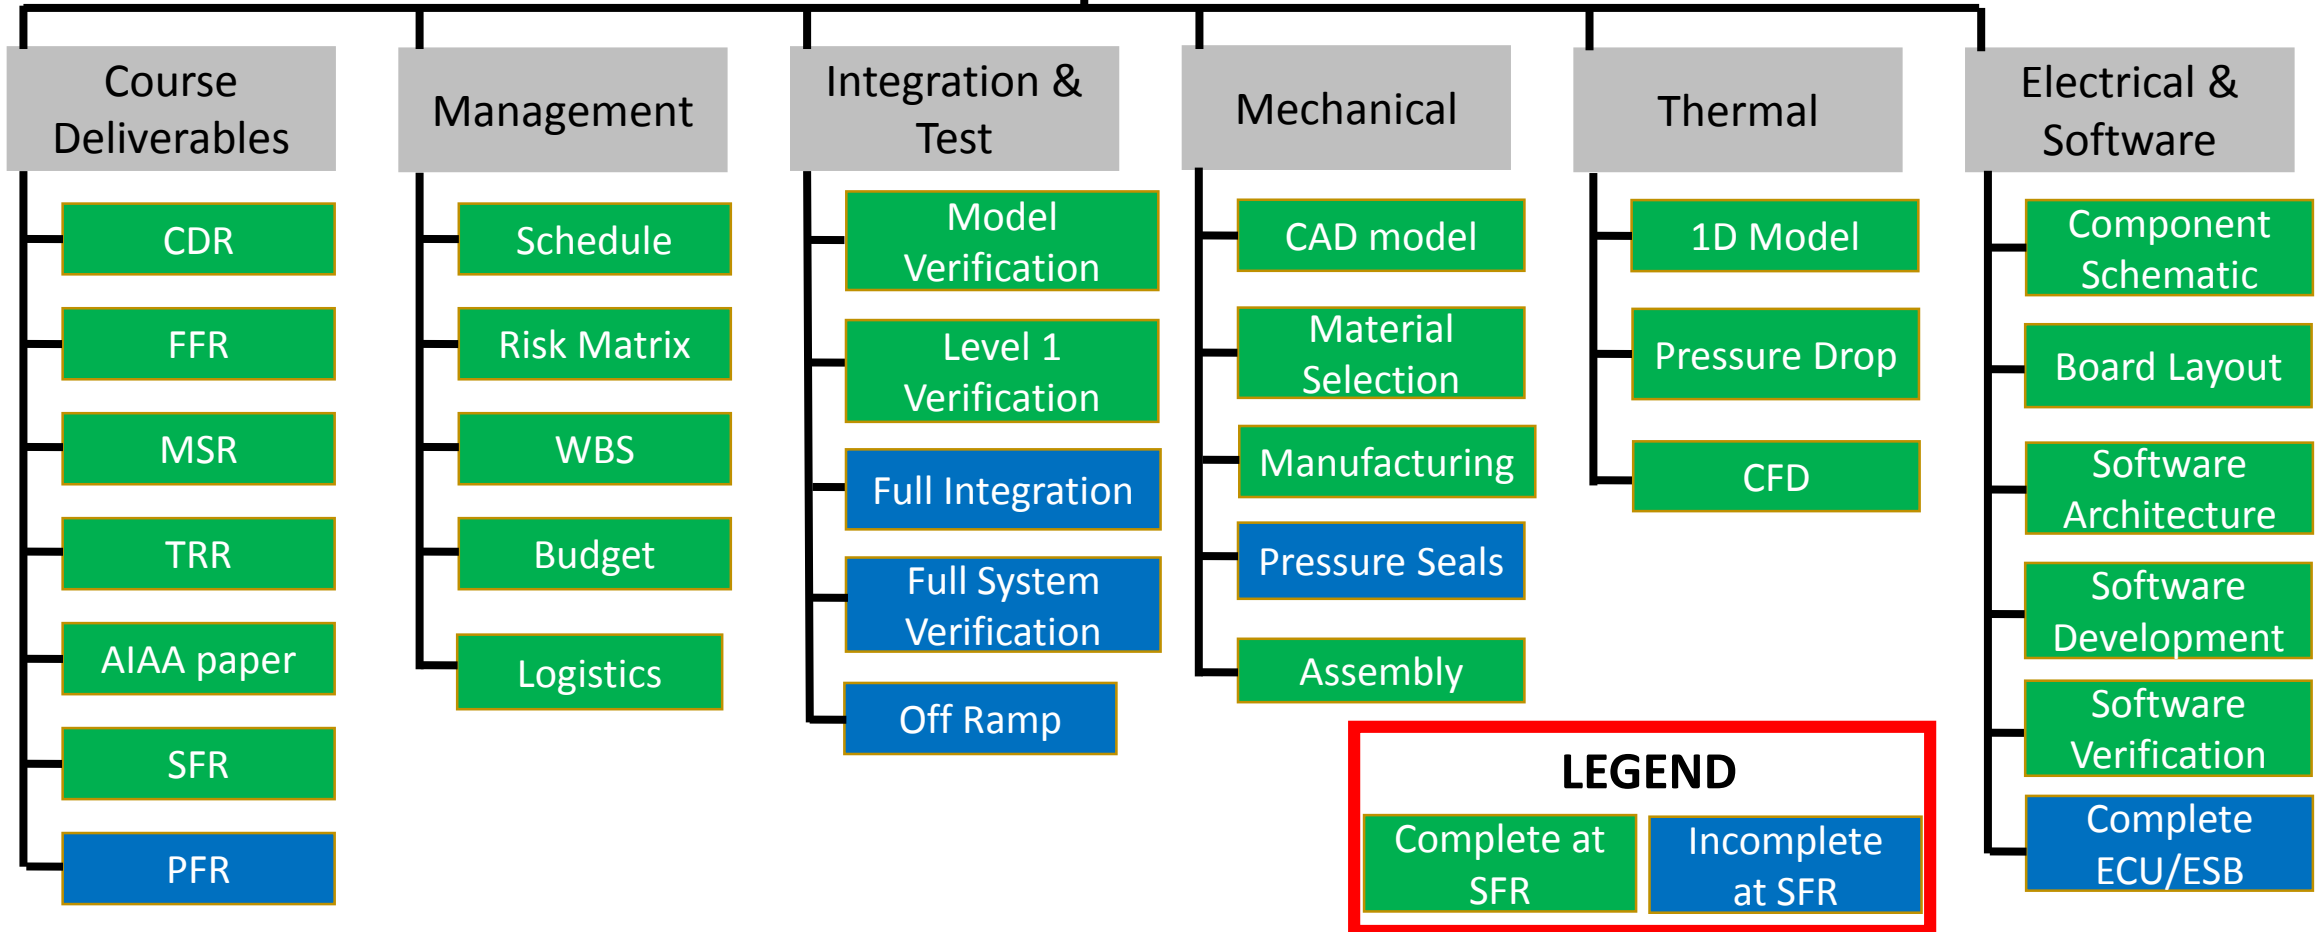 Course
Deliverables
CDR
FFR
MSR
TRR
AIAA paper
SFR
PFR
Management
Schedule
Risk Matrix
WBS
Budget
Logistics
Integration &
Test
Model
Verification
Level 1
Verification
Full Integration
Full System
Verification
Off Ramp
Mechanical
CAD model
Material
Selection
Manufacturing
Pressure Seals
Assembly
Thermal
1D Model
Pressure Drop
CFD
Electrical &
Software
Component
Schematic
Board Layout
Software
Architecture
Software
Development
Software
Verification
Complete
ECU/ESB
LEGEND
Complete at
SFR
Incomplete
at SFR